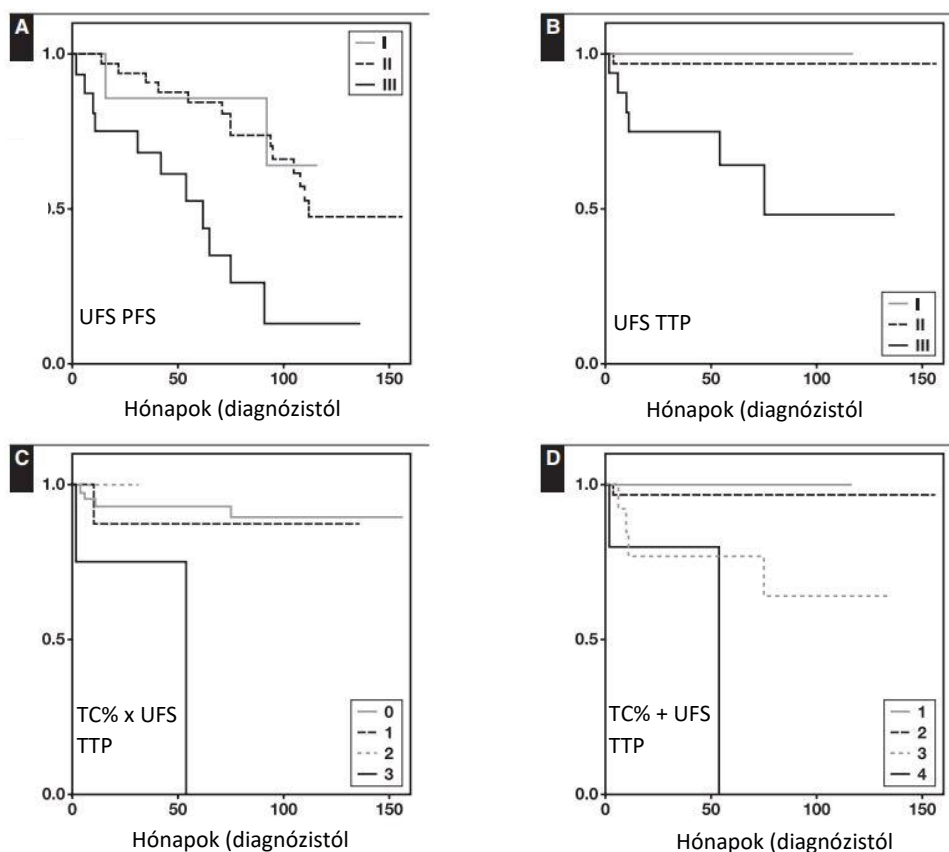 A
1.0
I
II
III
0.5
UFS PFS
0.0
0 50 100 150
Hónapok (diagnózistól
B
1.0
0.5
UFS TTP
I
II
III
0.0
0 50 100 150
Hónapok (diagnózistól
C
1.0
0.5
TC% x UFS
TTP
0
1
2
3
0.0
0 50 100 150
Hónapok (diagnózistól
D
1.0
0.5
TC% + UFS
TTP
1
2
3
4
0.0
0 50 100 150
Hónapok (diagnózistól